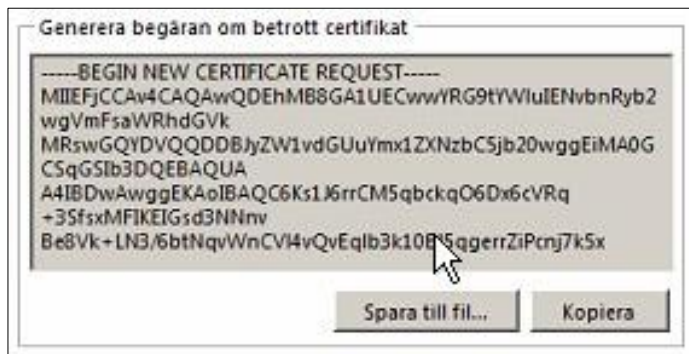 Generera begäran om betrott certifikat
-----BEGIN NEW CERTIFICATE REQUEST-----
MIIEFjCCAv4CAQAwQDEhMB8GA1UECwwYRG9tYWluIENvbnRyb2
wgVmFsaWRhdGVk
MRswGQYDVQQDDBJyZW1vdGUuYmx1ZXNzbC5jb20wggEiMA0G
CSqGSIb3DQEBAQUA
A4IBDwAwggEKAoIBAQC6Ks1J6rrCM5qbckqO6Dx6cVRq
+3SfsxMFIKEIGsd3NNnv
Spara till fil...
Kopiera